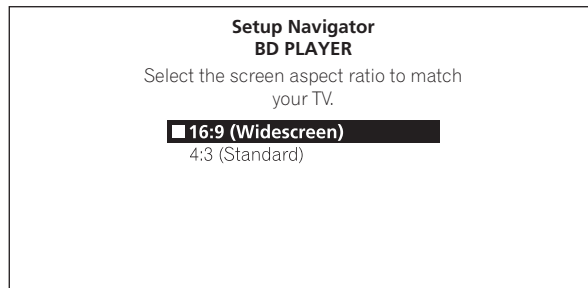 Setup Navigator
BD PLAYER
Select the screen aspect ratio to match
your TV.
16:9 (Widescreen)
4:3 (Standard)